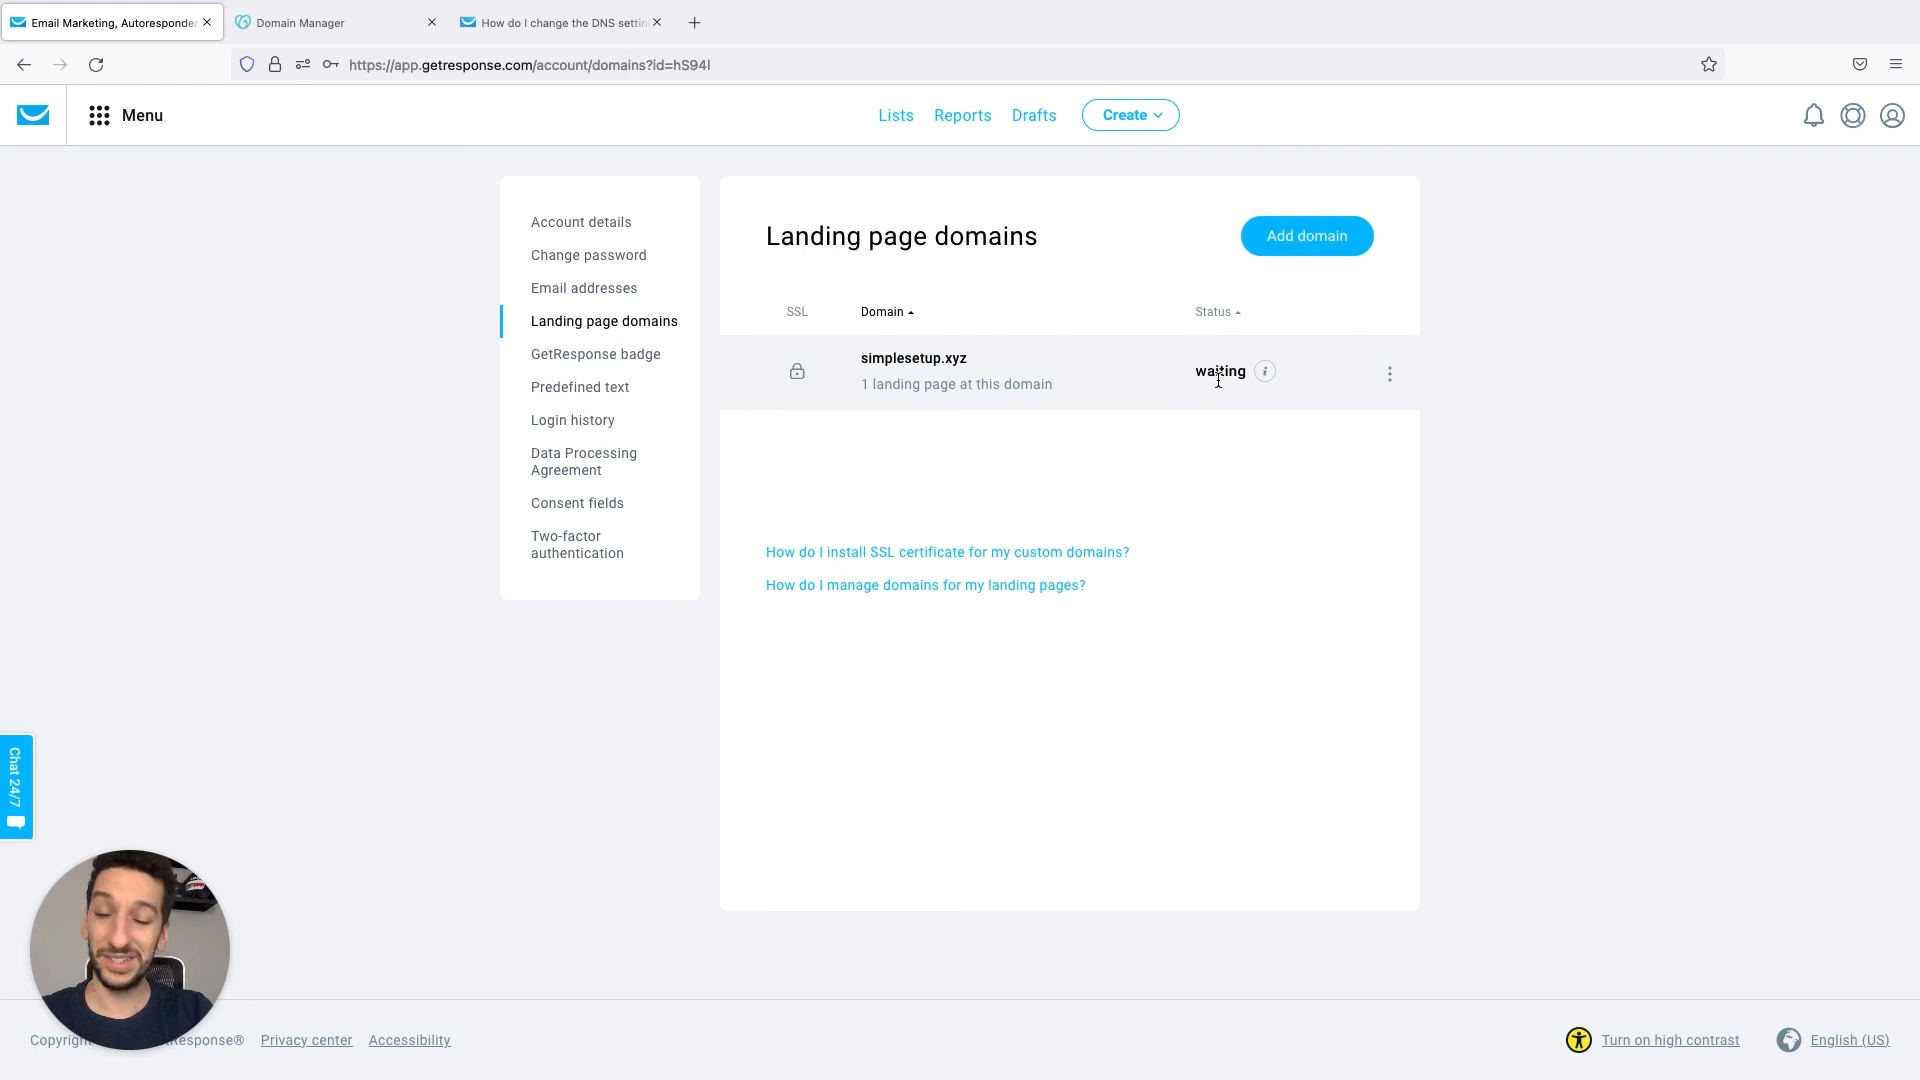 Email Marketing, Autoresponder
Domain Manager
How do I change the DNS settin
https://app.getresponse.com/account/domains?id=hS94l
Menu
Lists
Reports
Drafts
Create
Account details
Change password
Email addresses
Landing page domains
GetResponse badge
Predefined text
Login history
Data Processing
Agreement
Consent fields
Two-factor
authentication
Landing page domains
Add domain
SSL
Domain
Status
simplesetup.xyz
1 landing page at this domain
waiting
How do I install SSL certificate for my custom domains?
How do I manage domains for my landing pages?
Chat 24/7
Privacy center
Accessibility
Turn on high contrast
English (US)